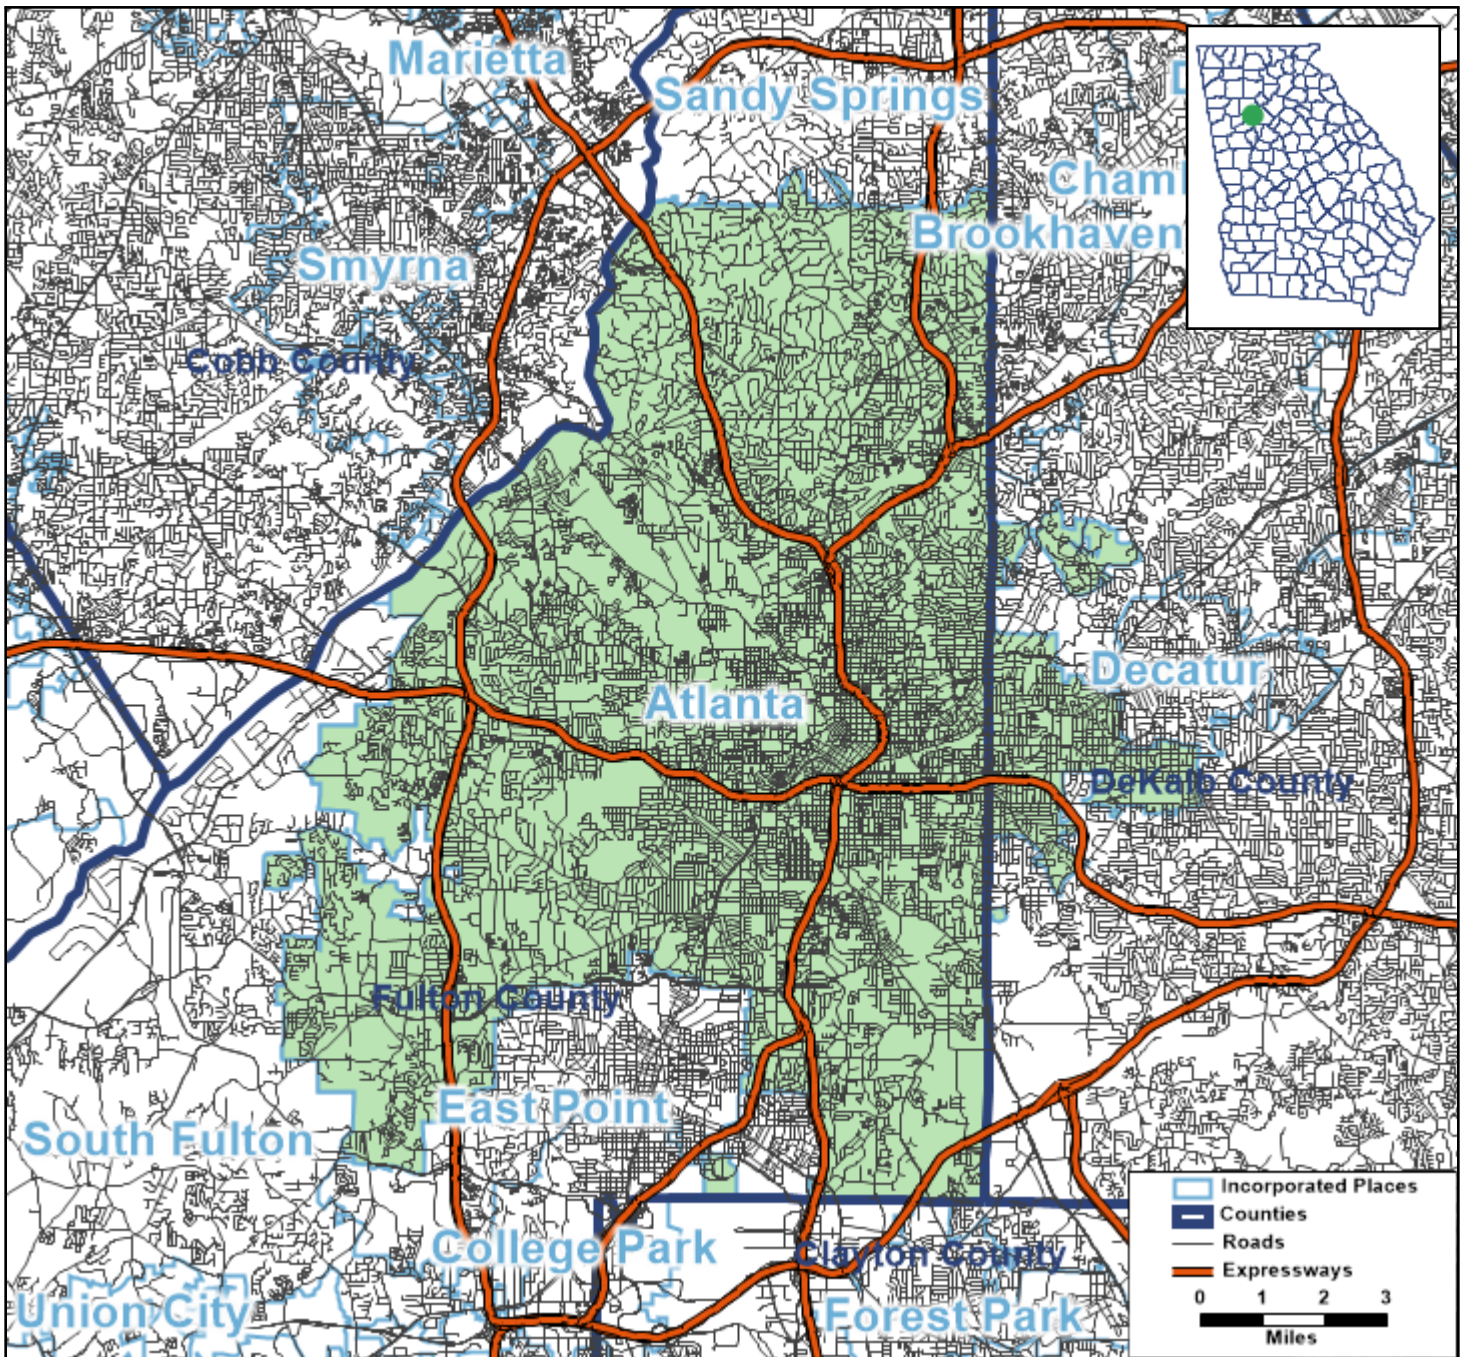 Marietta
Sandy Springs
D
Chaml
Brookhaven
Smyrna
Cobb County
Decatur
Atlanta
DeKalb County
Fulton County
East Point
South Fulton
College Park
Clayton County
Union City
Forest Park
Incorporated Places
Counties
Roads
Expressways
0 1 2 3
Miles